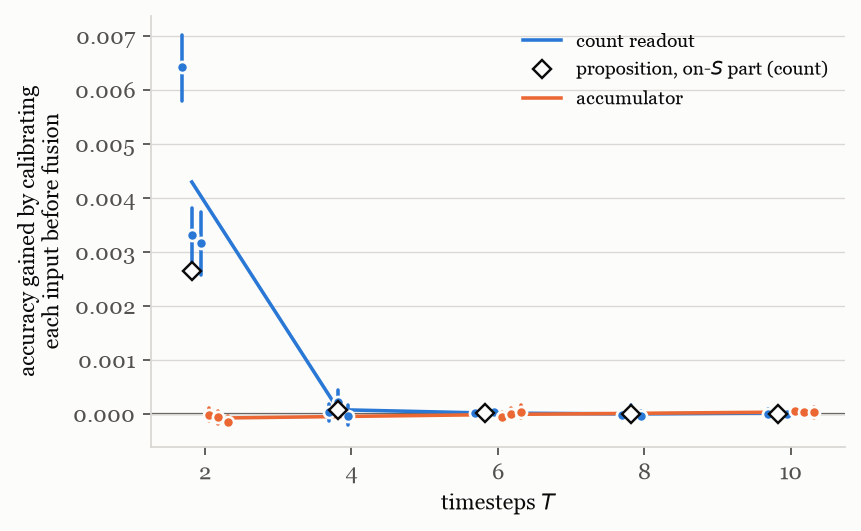 0.007
0.006
0.005
0.004
0.003
0.002
0.001
0.000
accuracy gained by calibrating
each input before fusion
count readout
proposition, on-S part (count)
accumulator
2 4 6 8 10
timesteps T